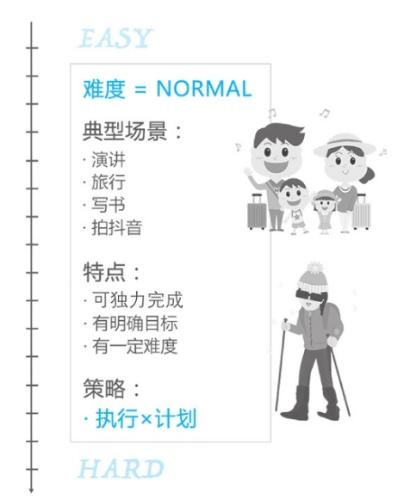 EASY
难度 = NORMAL
典型场景：
· 演讲
· 旅行
· 写书
· 拍抖音
特点：
· 可独力完成
· 有明确目标
· 有一定难度
策略：
· 执行×计划
HARD